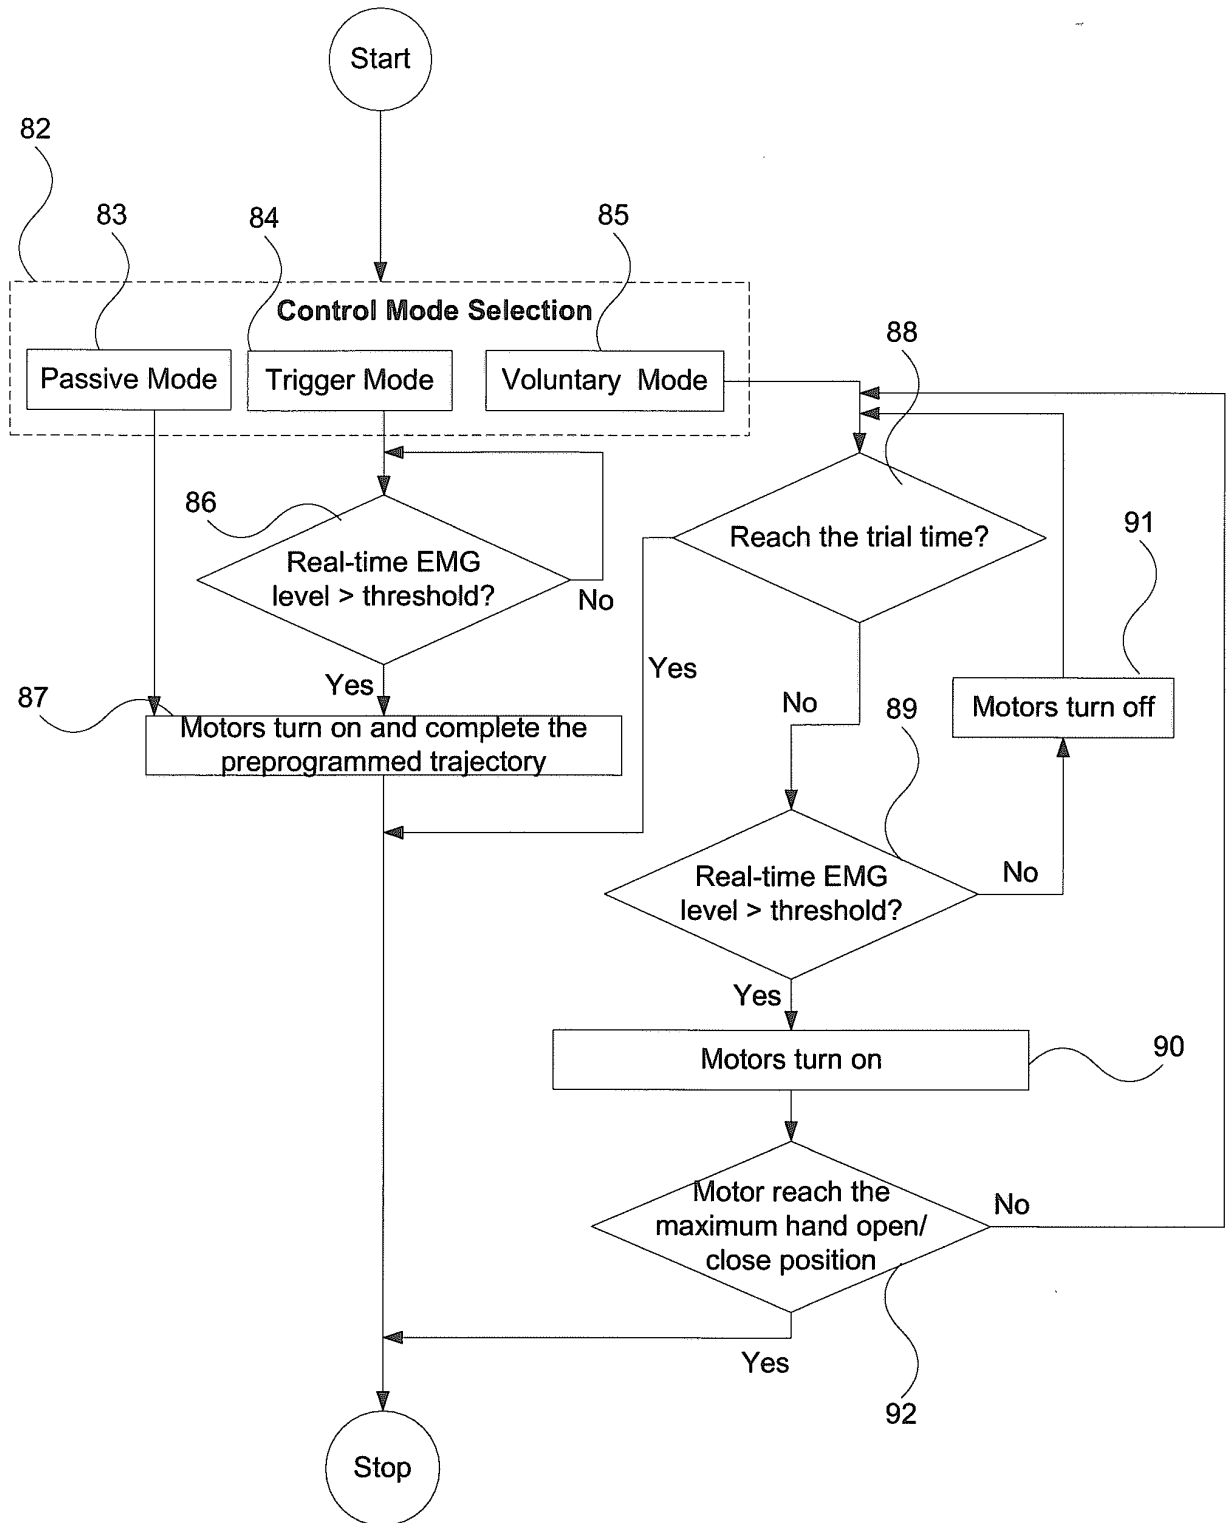 Start
82
83
84
85
Control Mode Selection
Passive Mode
Trigger Mode
Voluntary Mode
88
86
Real-time EMG
level > threshold?
No
Yes
Reach the trial time?
Yes
No
91
Motors turn off
87
Motors turn on and complete the
preprogrammed trajectory
89
Real-time EMG
level > threshold?
No
Yes
Motors turn on
90
Motor reach the
maximum hand open/
close position
No
Yes
92
Stop